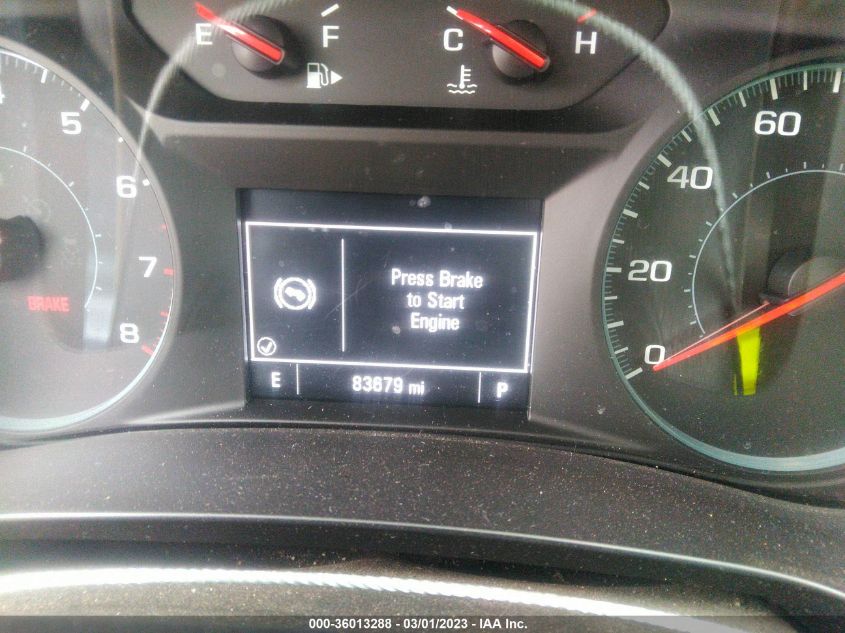 E F C H
5
6
7
8
BRAKE
Press Brake
to Start
Engine
E 83679 mi P
60
40
20
0
000-36013288 - 03/01/2023 - IAA Inc.